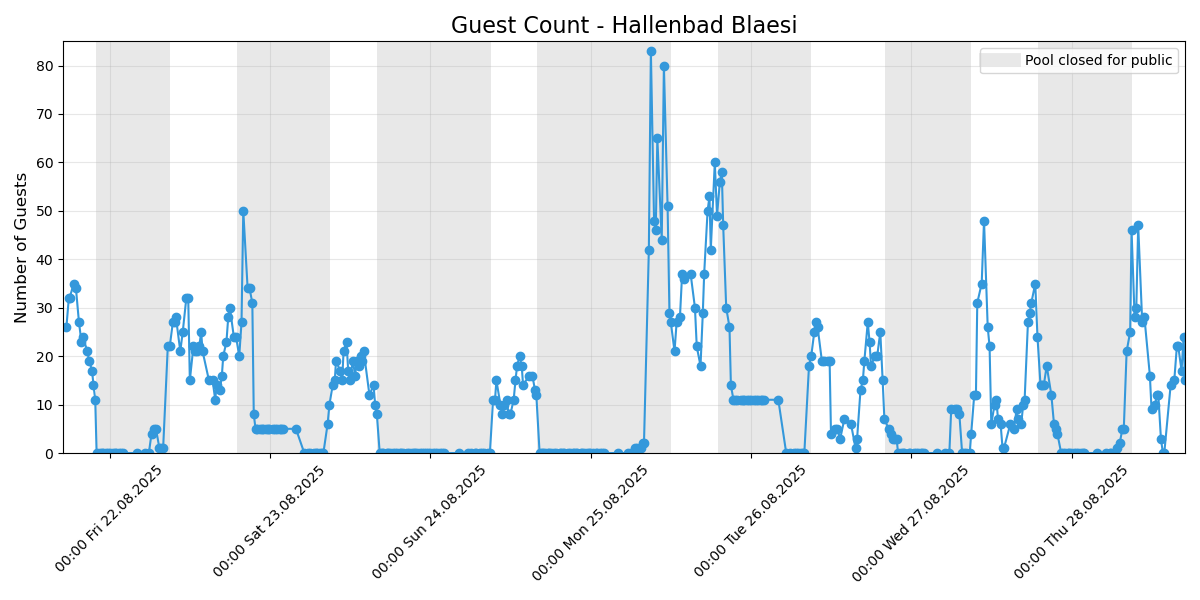 Guest Count - Hallenbad Blaesi
Pool closed for public
Number of Guests
80
70
60
50
40
30
20
10
0
00:00 Fri 22.08.2025
00:00 Sat 23.08.2025
00:00 Sun 24.08.2025
00:00 Mon 25.08.2025
00:00 Tue 26.08.2025
00:00 Wed 27.08.2025
00:00 Thu 28.08.2025